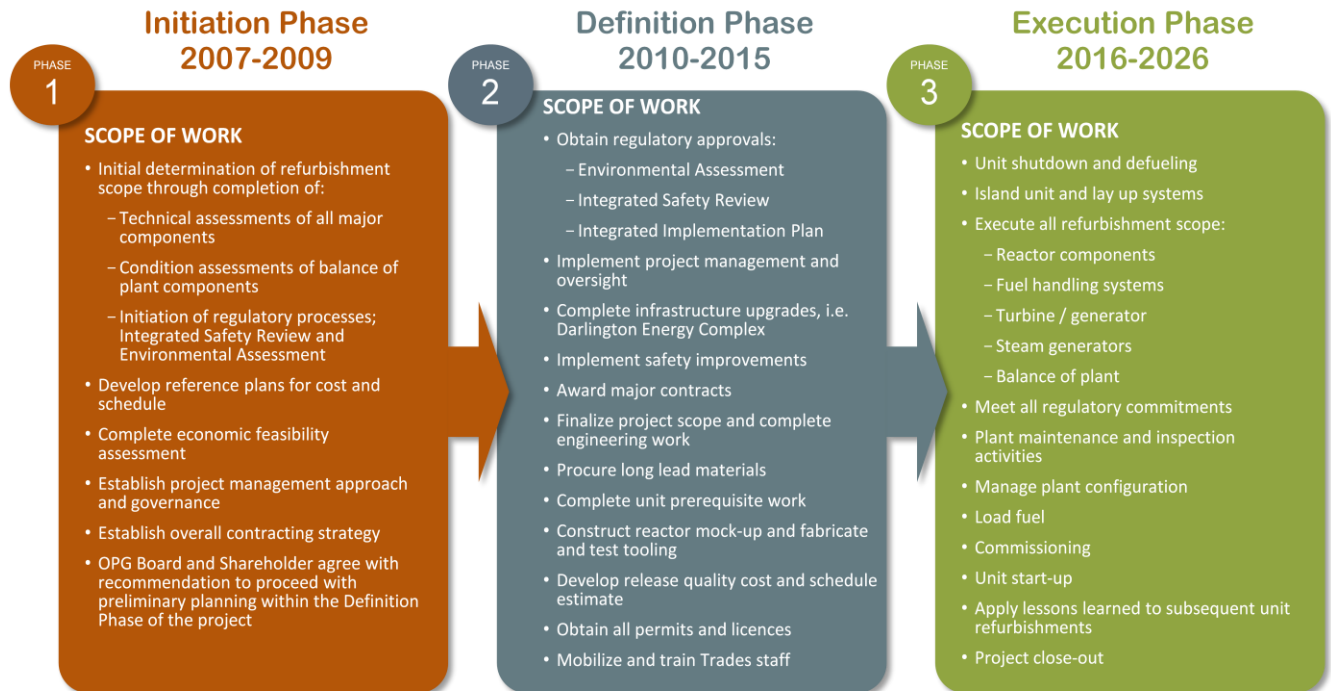 Initiation Phase
2007-2009
PHASE
1
SCOPE OF WORK
• Initial determination of refurbishment
scope through completion of:
– Technical assessments of all major
components
– Condition assessments of balance of
plant components
– Initiation of regulatory processes;
Integrated Safety Review and
Environmental Assessment
• Develop reference plans for cost and
schedule
• Complete economic feasibility
assessment
• Establish project management approach
and governance
• Establish overall contracting strategy
• OPG Board and Shareholder agree with
recommendation to proceed with
preliminary planning within the Definition
Phase of the project
Definition Phase
2010-2015
PHASE
2
SCOPE OF WORK
• Obtain regulatory approvals:
– Environmental Assessment
– Integrated Safety Review
– Integrated Implementation Plan
• Implement project management and
oversight
• Complete infrastructure upgrades, i.e.
Darlington Energy Complex
• Implement safety improvements
• Award major contracts
• Finalize project scope and complete
engineering work
• Procure long lead materials
• Complete unit prerequisite work
• Construct reactor mock-up and fabricate
and test tooling
• Develop release quality cost and schedule
estimate
• Obtain all permits and licences
• Mobilize and train Trades staff
Execution Phase
2016-2026
PHASE
3
SCOPE OF WORK
• Unit shutdown and defueling
• Island unit and lay up systems
• Execute all refurbishment scope:
– Reactor components
– Fuel handling systems
– Turbine / generator
– Steam generators
– Balance of plant
• Meet all regulatory commitments
• Plant maintenance and inspection
activities
• Manage plant configuration
• Load fuel
• Commissioning
• Unit start-up
• Apply lessons learned to subsequent unit
refurbishments
• Project close-out